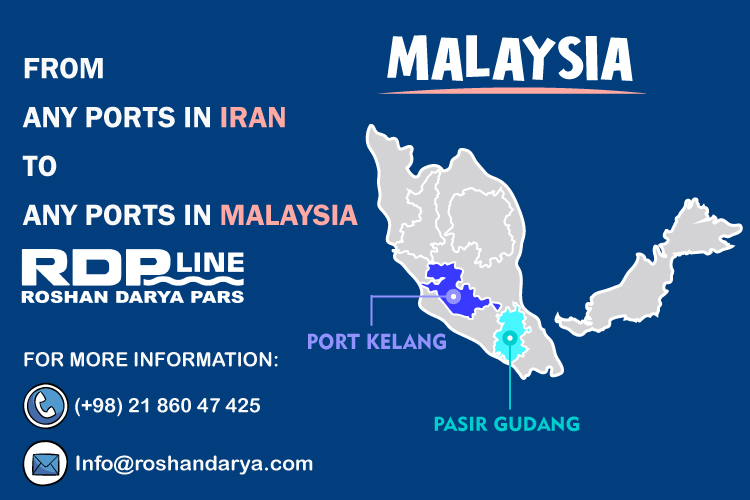 FROM
ANY PORTS IN IRAN
TO
ANY PORTS IN MALAYSIA
RDP LINE
ROSHAN DARYA PARS
FOR MORE INFORMATION:
(+98) 21 860 47 425
Info@roshandarya.com
MALAYSIA
PORT KELANG
PASIR GUDANG